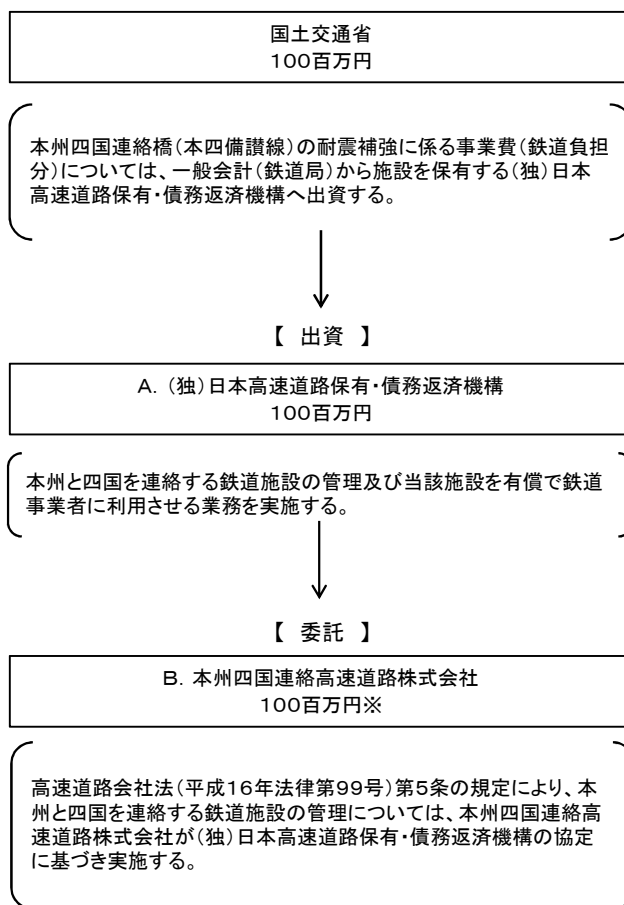 国土交通省
100百万円
本州四国連絡橋(本四備讃線)の耐震補強に係る事業費(鉄道負担
分)については、一般会計(鉄道局)から施設を保有する(独)日本
高速道路保有・債務返済機構へ出資する。
【 出資 】
A. (独)日本高速道路保有・債務返済機構
100百万円
本州と四国を連絡する鉄道施設の管理及び当該施設を有償で鉄道
事業者に利用させる業務を実施する。
【 委託 】
B. 本州四国連絡高速道路株式会社
100百万円※
高速道路会社法(平成16年法律第99号)第5条の規定により、本
州と四国を連絡する鉄道施設の管理については、本州四国連絡高
速道路株式会社が(独)日本高速道路保有・債務返済機構の協定
に基づき実施する。